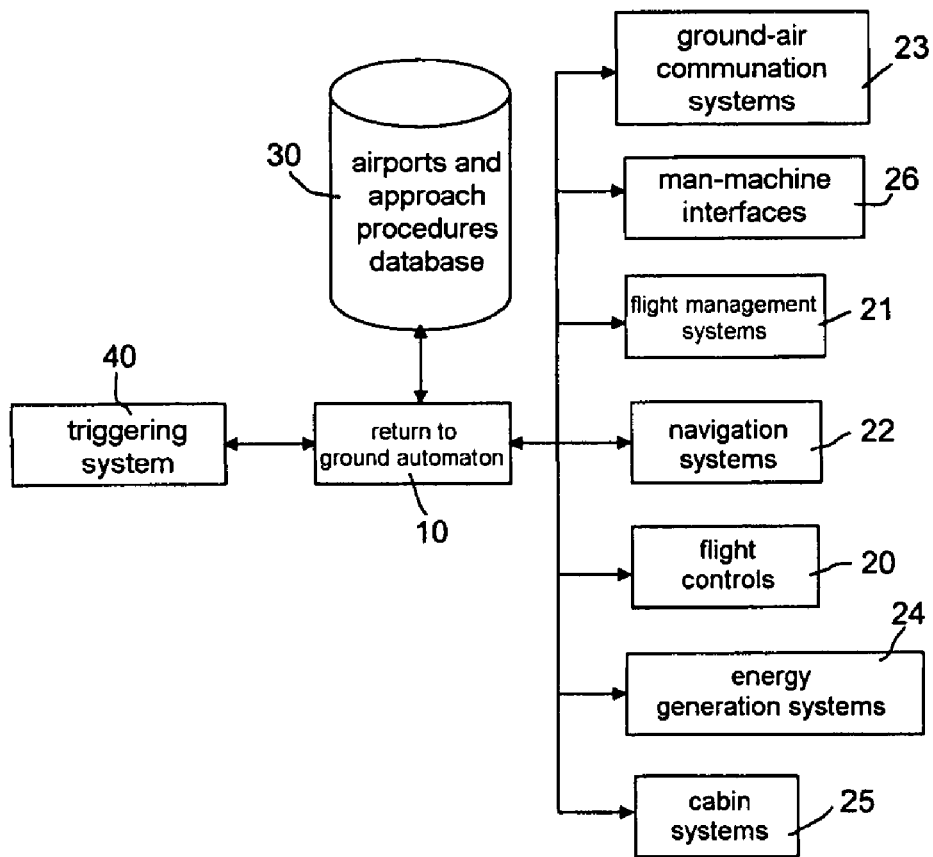 ground-air
communation
systems
23
30
airports and
approach
procedures
database
man-machine
interfaces
26
flight management
systems
21
40
triggering
system
return to
ground automaton
10
navigation
systems
22
flight
controls
20
24
energy
generation systems
cabin
systems
25